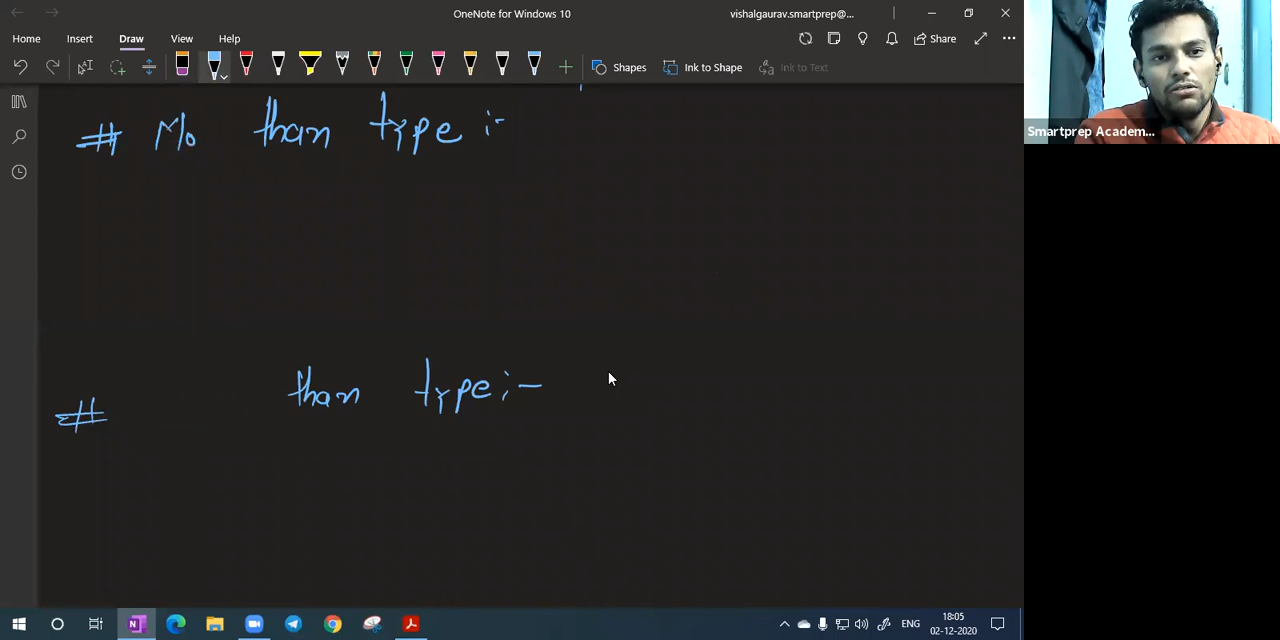 OneNote for Windows 10
vishalgaurav.smartprep@...
Home Insert Draw View Help
Share
Shapes Ink to Shape Ink to Text
# Mo than type :-
Smartprep Academ...
# than type :-
ENG
18:05
02-12-2020